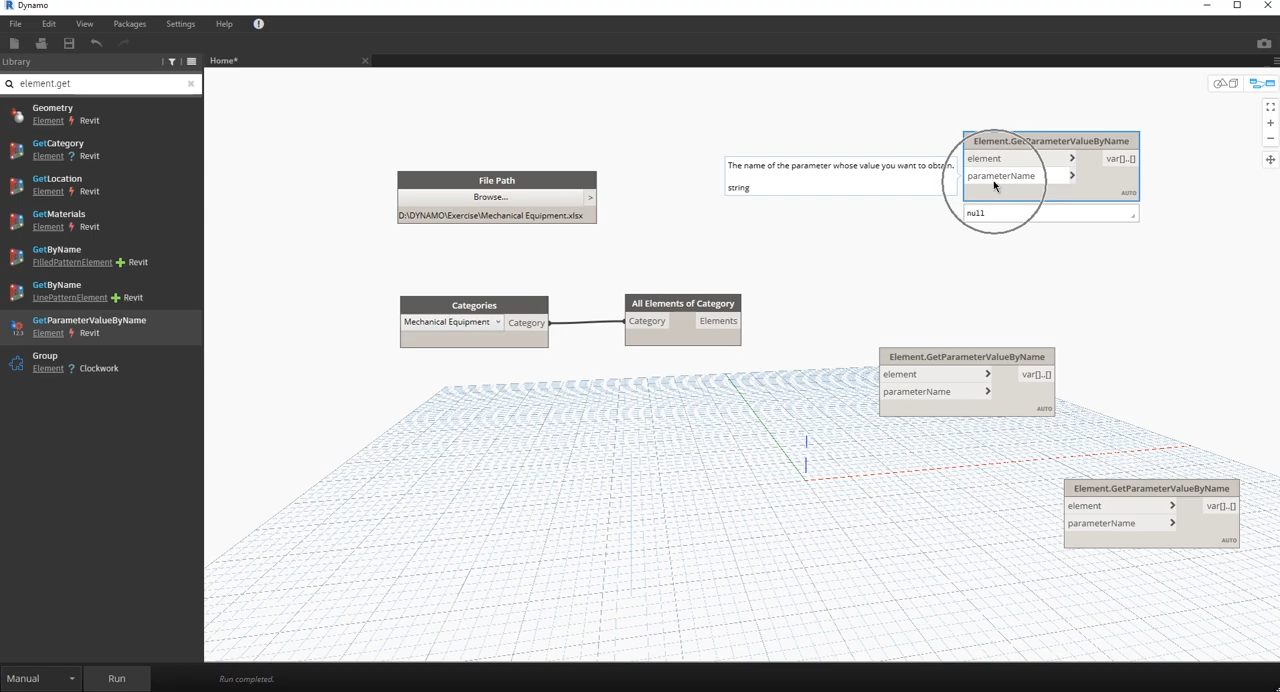 Dynamo
File Edit View Packages Settings Help
Library
Home*
element.get
Geometry
Element Revit
GetCategory
Element ? Revit
GetLocation
Element Revit
GetMaterials
Element Revit
GetByName
FilledPatternElement Revit
GetByName
LinePatternElement Revit
GetParameterValueByName
Element Revit
Group
Element ? Clockwork
File Path
Browse... >
D:\DYNAMO\Exercise\Mechanical Equipment.xlsx
The name of the parameter whose value you want to obtain.
string
Element.GetParameterValueByName
element > var[]..[]
parameterName >
AUTO
null
Categories
Mechanical Equipment Category
All Elements of Category
Category Elements
Element.GetParameterValueByName
element > var[]..[]
parameterName >
AUTO
Element.GetParameterValueByName
element > var[]..[]
parameterName >
AUTO
Manual Run Run completed.